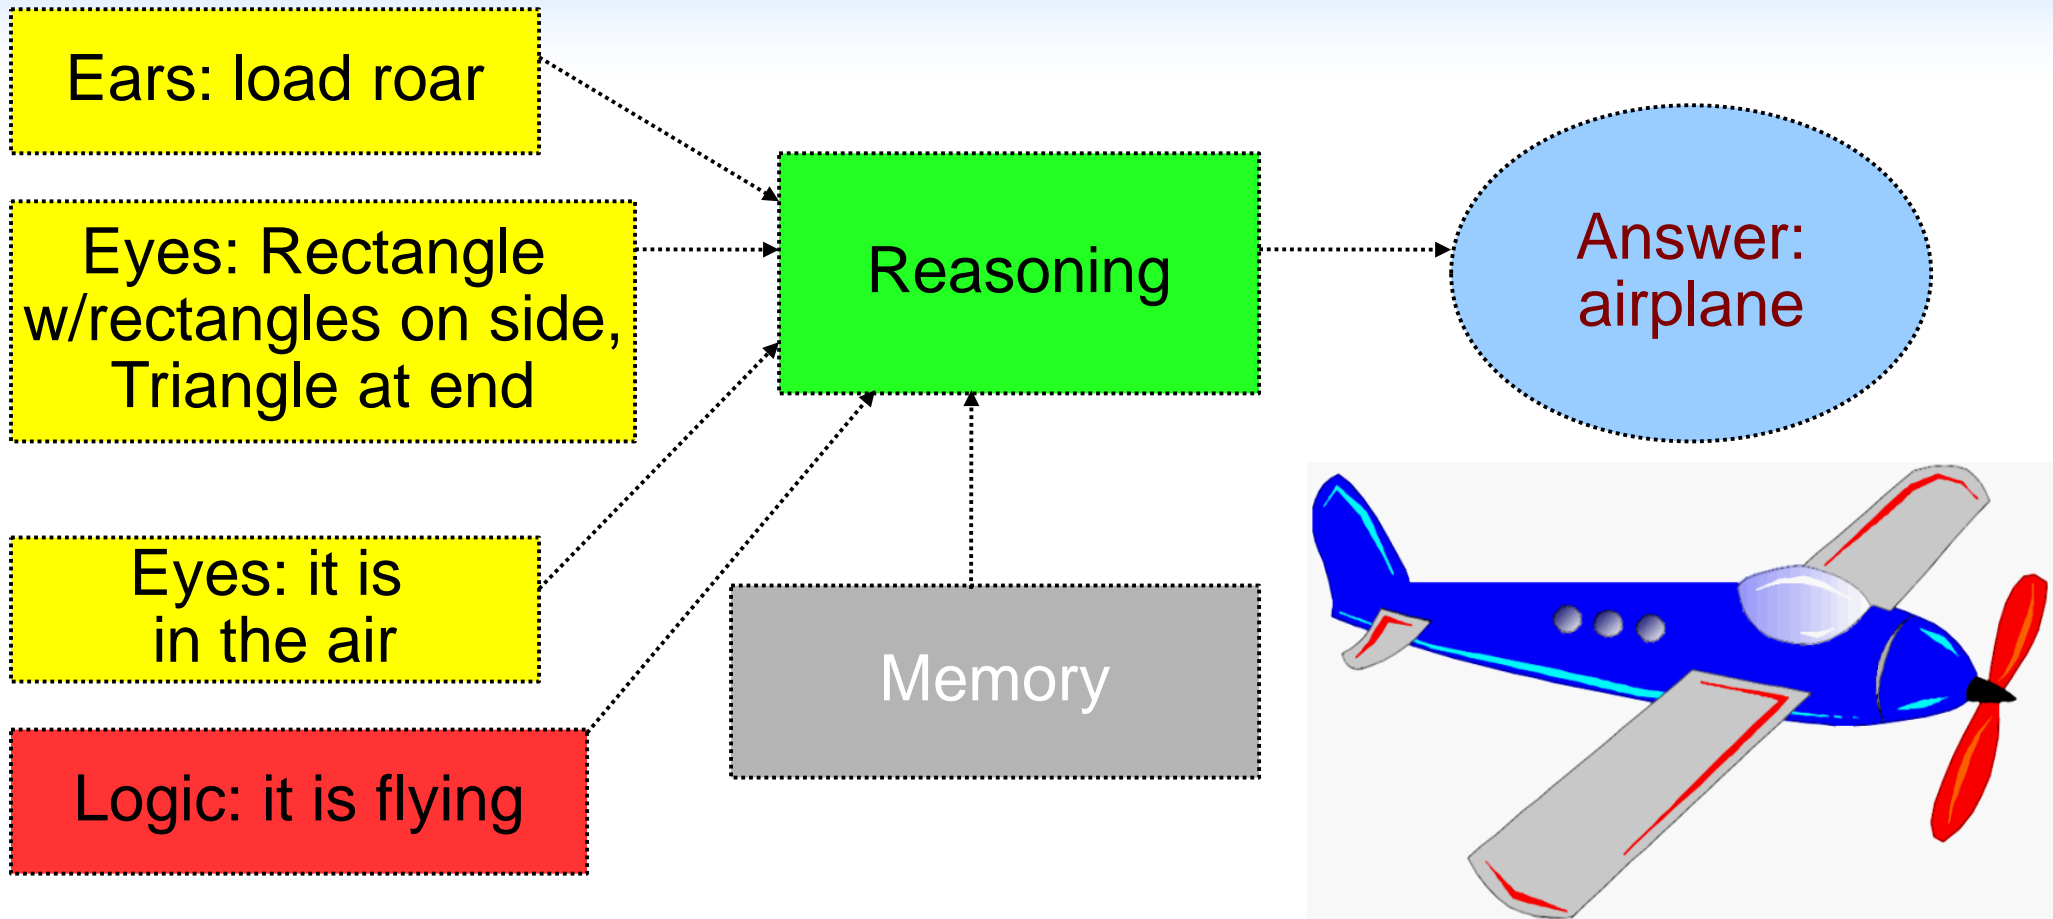 Ears: load roar
Eyes: Rectangle
w/rectangles on side,
Triangle at end
Eyes: it is
in the air
Logic: it is flying
Reasoning
Memory
Answer:
airplane